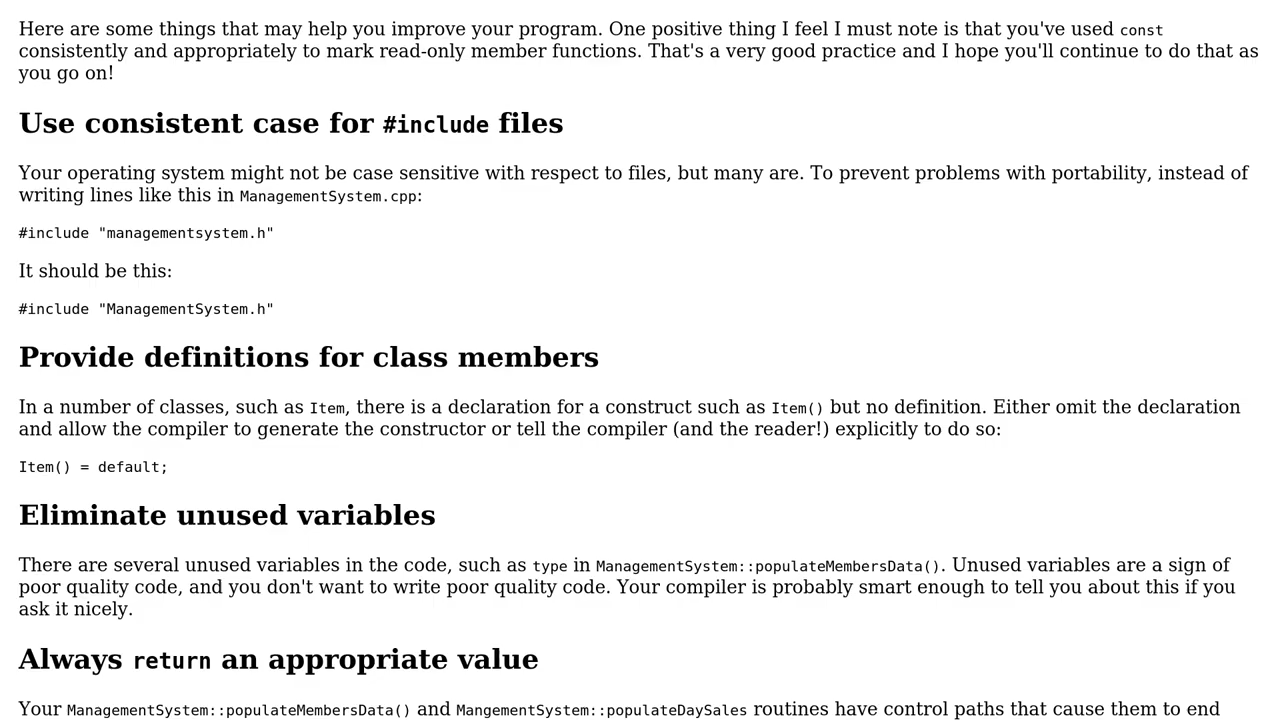 Here are some things that may help you improve your program. One positive thing I feel I must note is that you've used const
consistently and appropriately to mark read-only member functions. That's a very good practice and I hope you'll continue to do that as
you go on!
Use consistent case for #include files
Your operating system might not be case sensitive with respect to files, but many are. To prevent problems with portability, instead of
writing lines like this in ManagementSystem.cpp:
#include "managementsystem.h"
It should be this:
#include "ManagementSystem.h"
Provide definitions for class members
In a number of classes, such as Item, there is a declaration for a construct such as Item() but no definition. Either omit the declaration
and allow the compiler to generate the constructor or tell the compiler (and the reader!) explicitly to do so:
Item() = default;
Eliminate unused variables
There are several unused variables in the code, such as type in ManagementSystem::populateMembersData(). Unused variables are a sign of
poor quality code, and you don't want to write poor quality code. Your compiler is probably smart enough to tell you about this if you
ask it nicely.
Always return an appropriate value
Your ManagementSystem::populateMembersData() and MangementSystem::populateDaySales routines have control paths that cause them to end